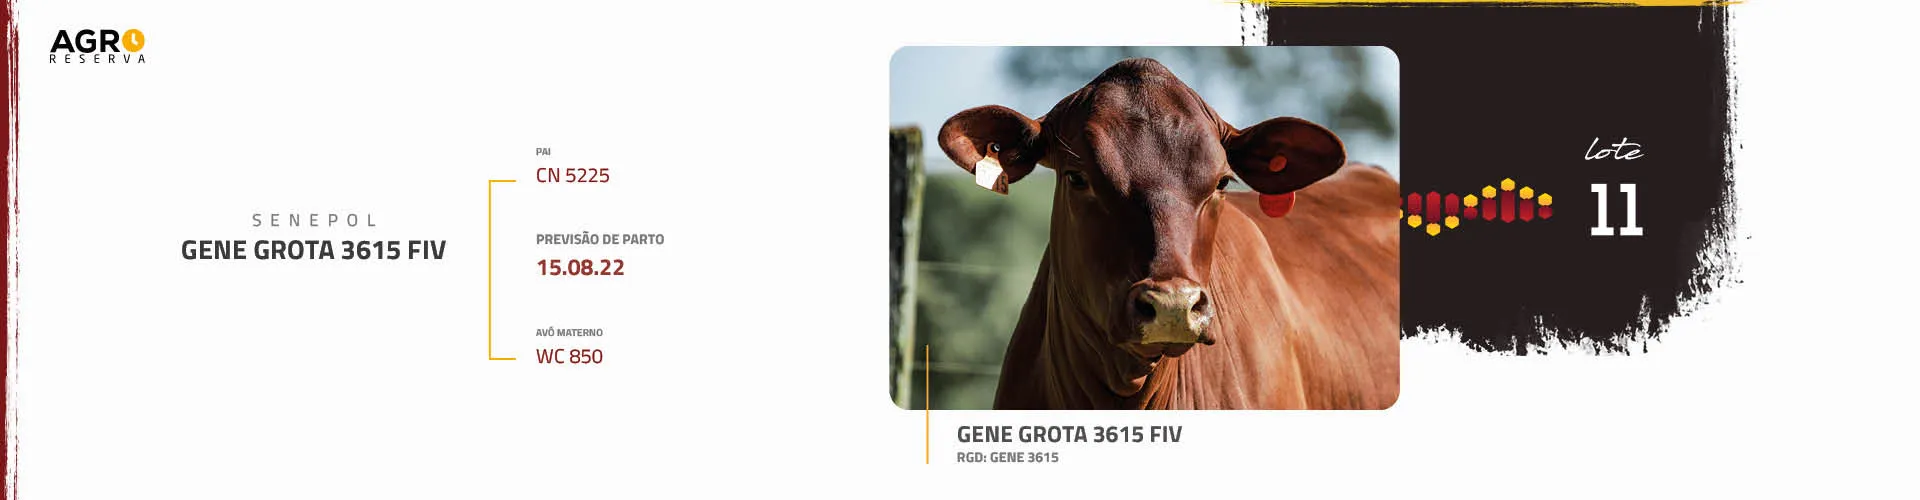 AGRO
RESERVA
SENEPOL
GENE GROTA 3615 FIV
PAI
CN 5225
PREVISÃO DE PARTO
15.08.22
AVÔ MATERNO
WC 850
lote
11
GENE GROTA 3615 FIV
RGD: GENE 3615